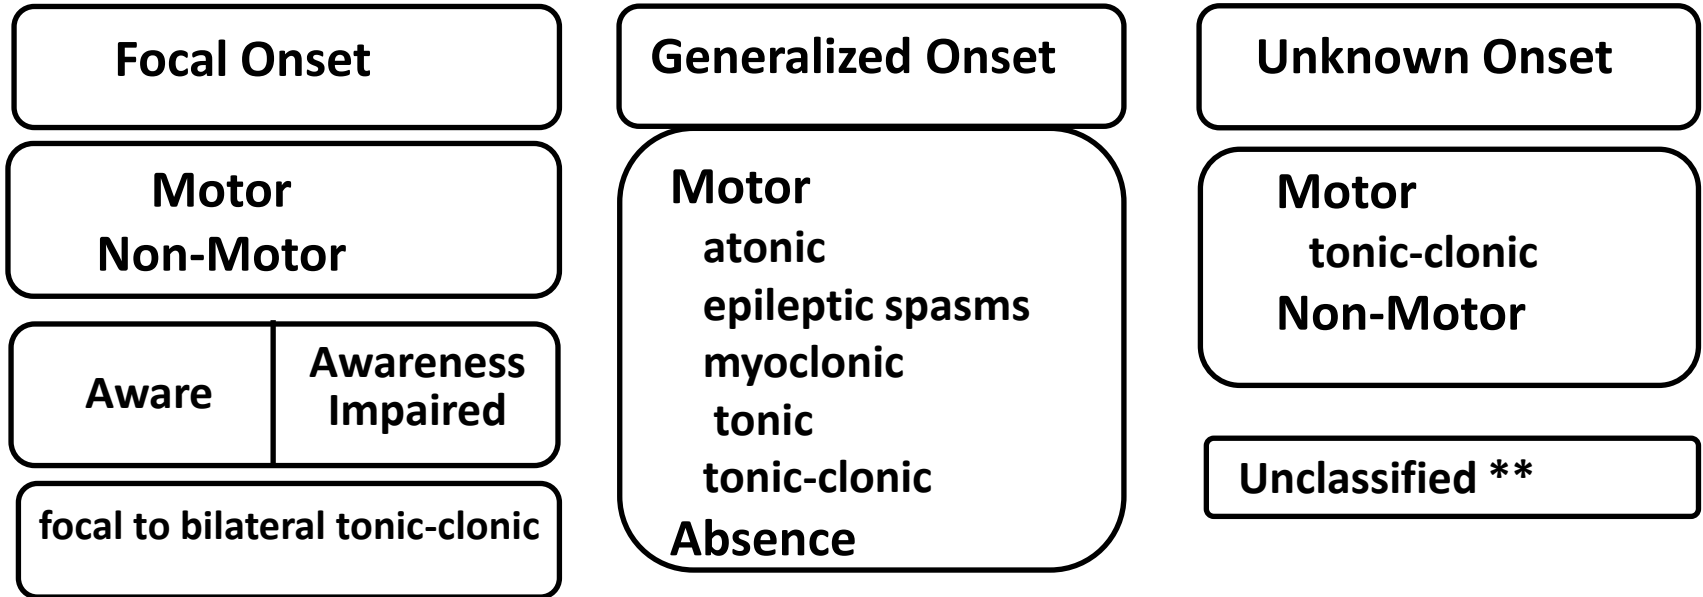 Focal Onset
Motor
Non-Motor
Aware
Awareness
Impaired
focal to bilateral tonic-clonic
Generalized Onset
Motor
atonic
epileptic spasms
myoclonic
tonic
tonic-clonic
Absence
Unknown Onset
Motor
tonic-clonic
Non-Motor
Unclassified **